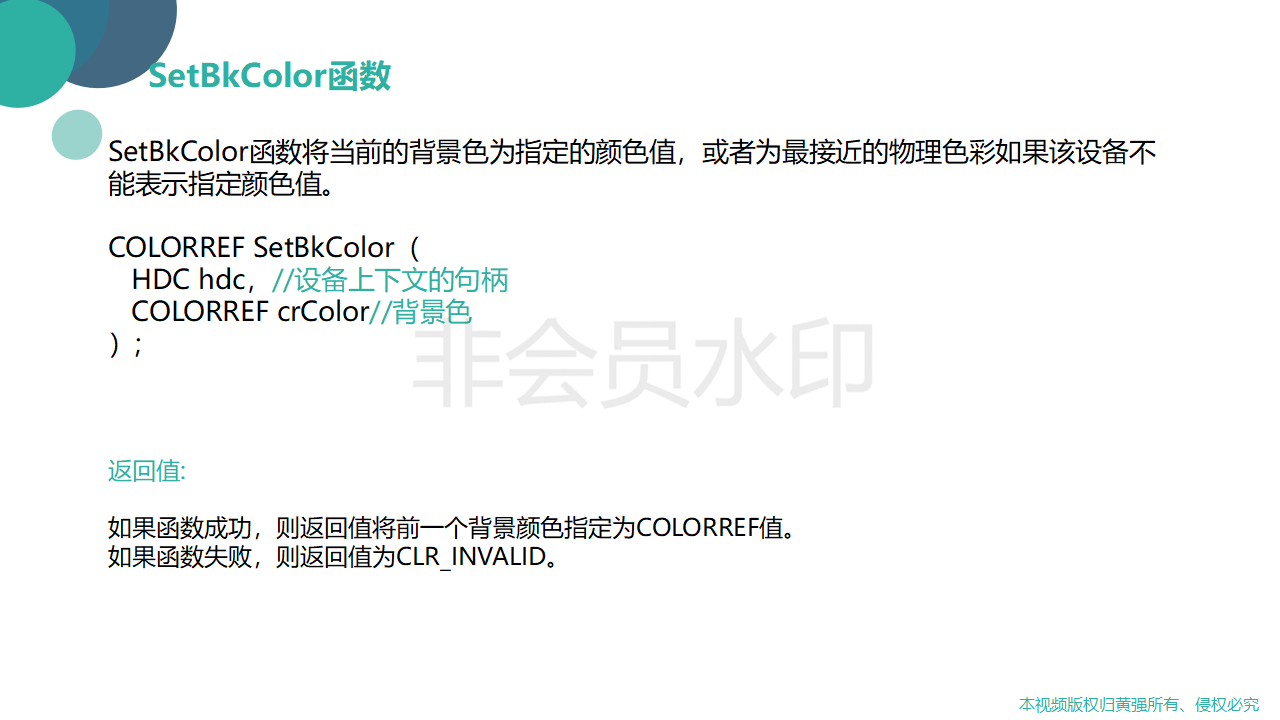 SetBkColor函数
SetBkColor函数将当前的背景色为指定的颜色值，或者为最接近的物理色彩如果该设备不
能表示指定颜色值。
COLORREF SetBkColor（
HDC hdc，//设备上下文的句柄
COLORREF crColor//背景色
）;
非会员水印
返回值:
如果函数成功，则返回值将前一个背景颜色指定为COLORREF值。
如果函数失败，则返回值为CLR_INVALID。
本视频版权归黄强所有、侵权必究